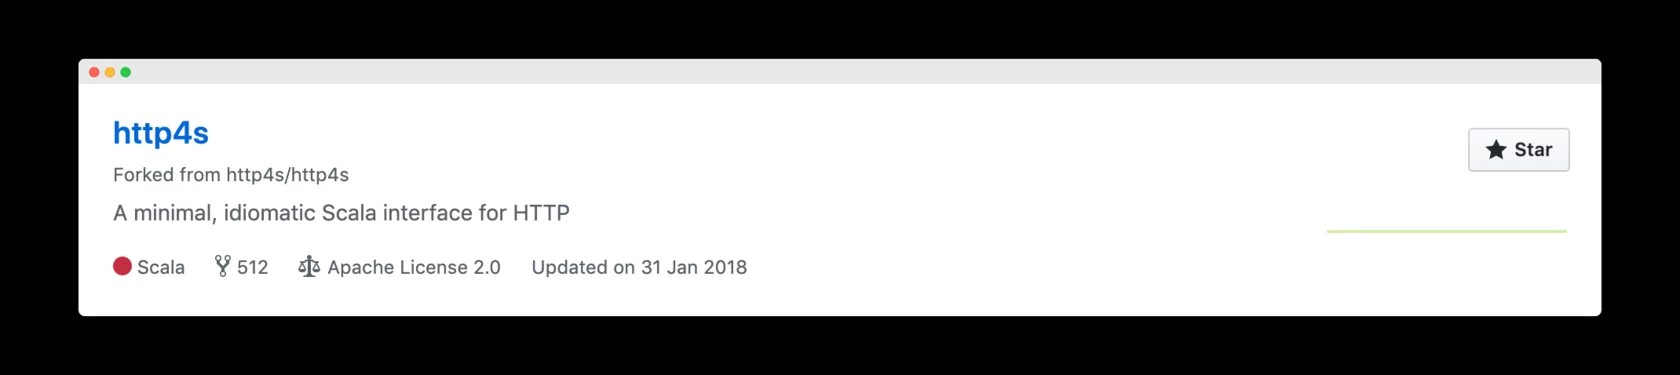 http4s
Star
Forked from http4s/http4s
A minimal, idiomatic Scala interface for HTTP
Scala 512 Apache License 2.0 Updated on 31 Jan 2018